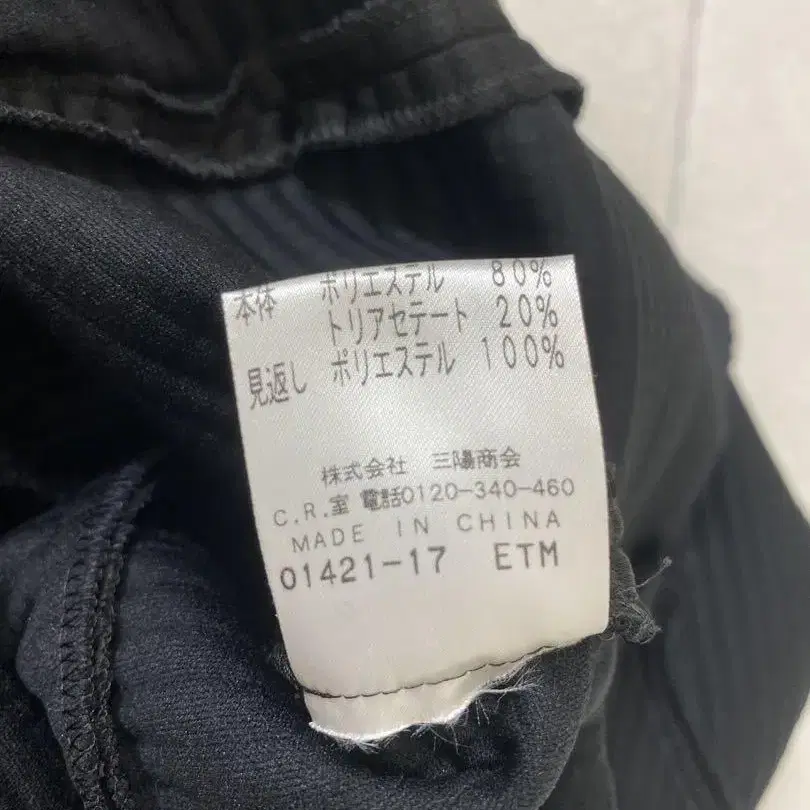 本体 ポリエステル 80%
トリアセテート 20%
見返し ポリエステル 100%
株式会社 三陽商会
C.R.室 電話0120-340-460
MADE IN CHINA
01421-17 ETM